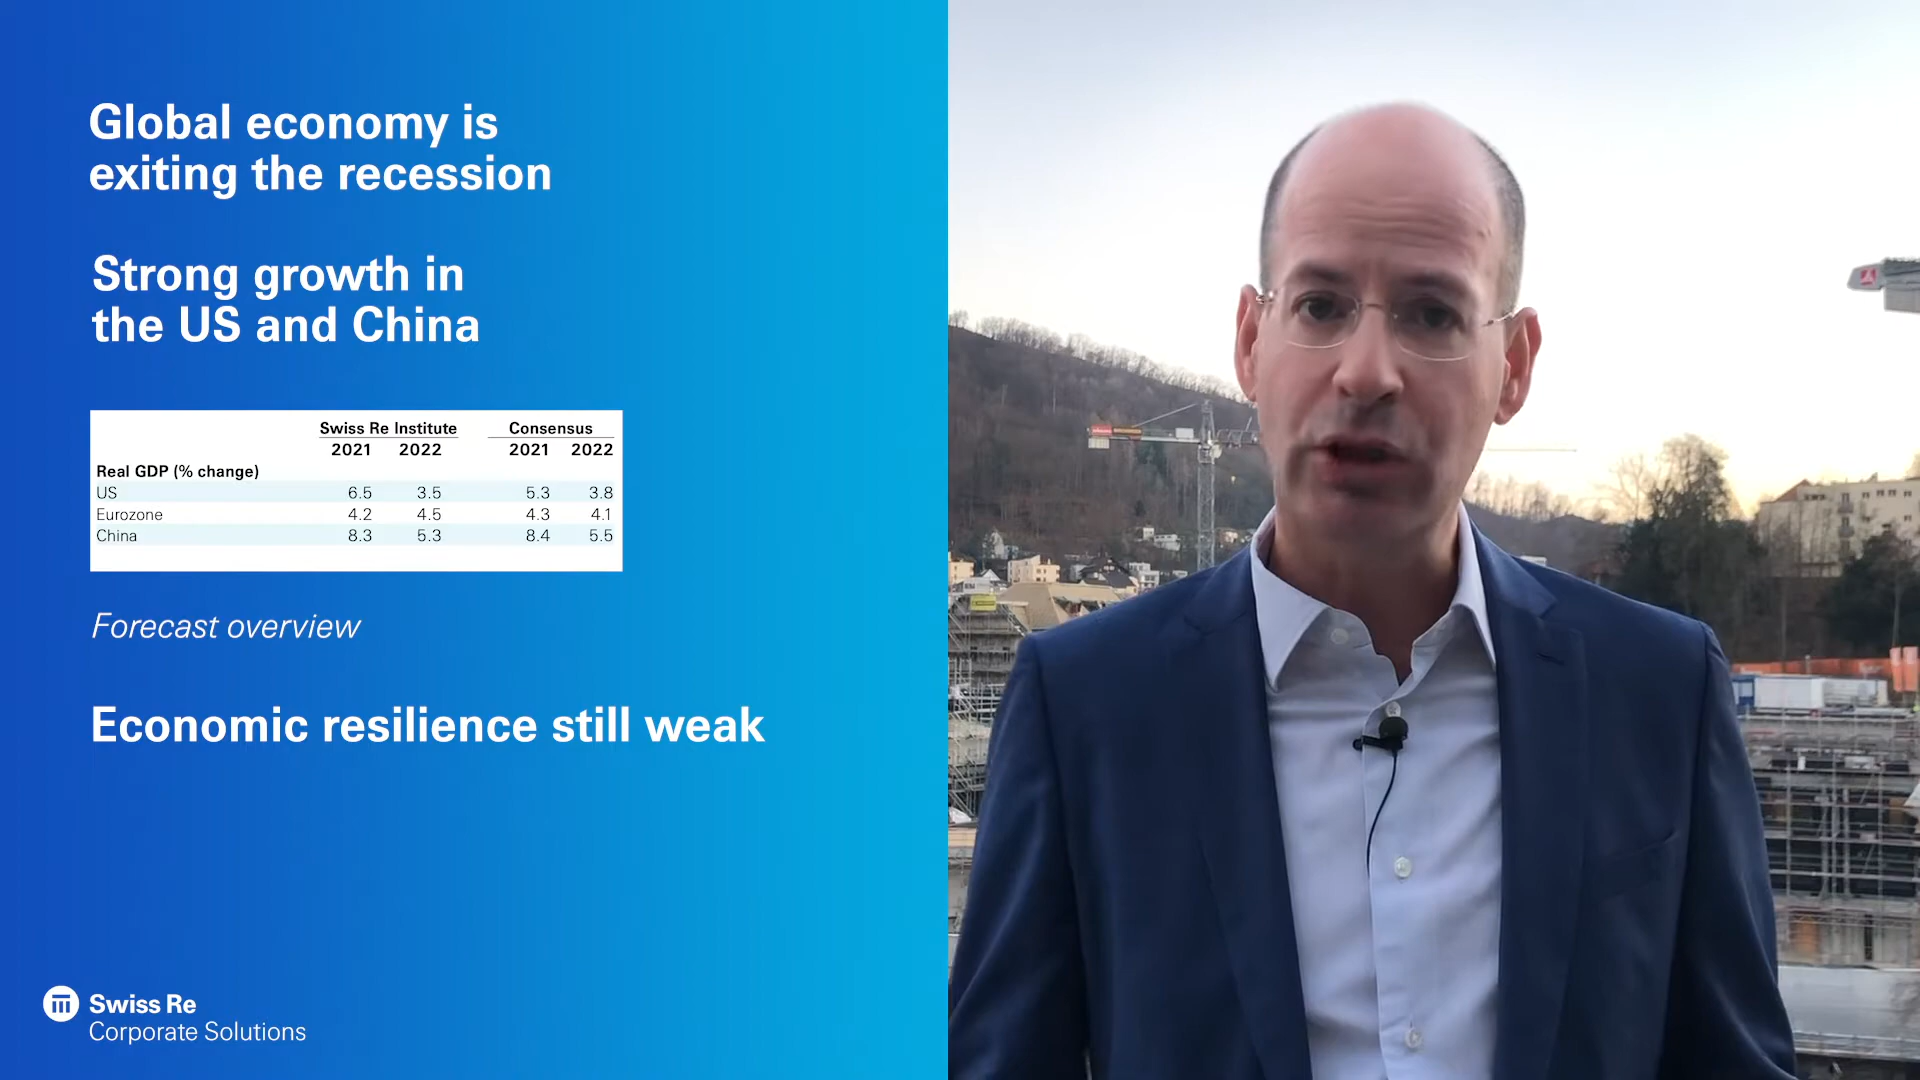 Global economy is
exiting the recession
Strong growth in
the US and China
Swiss Re Institute Consensus
2021 2022 2021 2022
Real GDP (% change)
US 6.5 3.5 5.3 3.8
Eurozone 4.2 4.5 4.3 4.1
China 8.3 5.3 8.4 5.5
Forecast overview
Economic resilience still weak
Swiss Re
Corporate Solutions